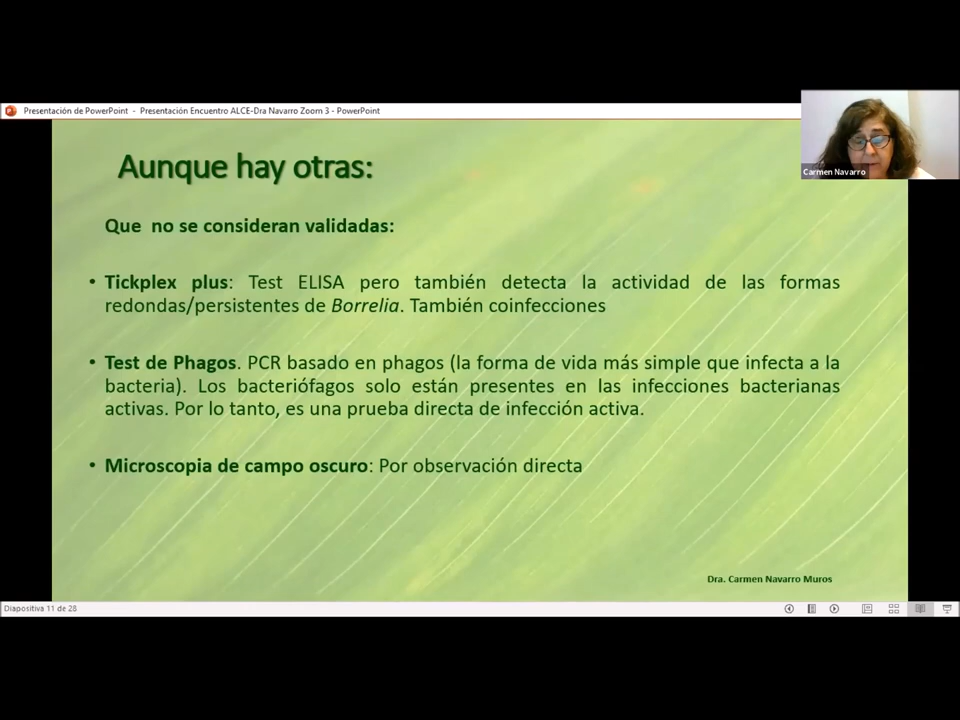 Presentación de PowerPoint - Presentación Encuentro ALCE-Dra Navarro Zoom 3 - PowerPoint
Carmen Navarro
Aunque hay otras:
Que no se consideran validadas:
• Tickplex plus: Test ELISA pero también detecta la actividad de las formas
redondas/persistentes de Borrelia. También coinfecciones
• Test de Phagos. PCR basado en phagos (la forma de vida más simple que infecta a la
bacteria). Los bacteriófagos solo están presentes en las infecciones bacterianas
activas. Por lo tanto, es una prueba directa de infección activa.
• Microscopia de campo oscuro: Por observación directa
Dra. Carmen Navarro Muros
Diapositiva 11 de 28